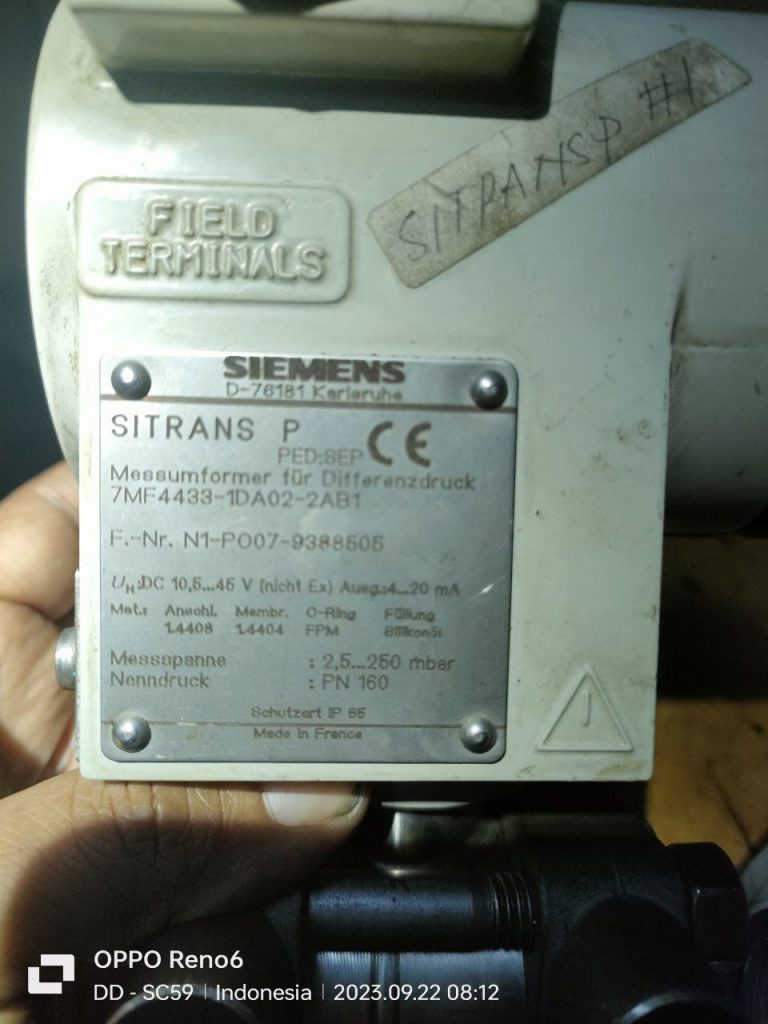 SITRANSP #1
FIELD
TERMINALS
SIEMENS
D-76181 Karlsruhe
SITRANS P
PED:SEP CE
Messumformer für Differenzdruck
7MF4433-1DA02-2AB1
F.-Nr. N1-PO07-9388505
UN:DC 10,5...45 V (nicht Ex) Ausg.:4...20 mA
Mat.: Anschl. Membr. O-Ring Füllung
1.4408 1.4404 FPM Silikonöl
Messspanne : 2,5...250 mbar
Nenndruck : PN 160
Schutzart IP 65
Made in France
OPPO Reno6
DD - SC59 | Indonesia | 2023.09.22 08:12